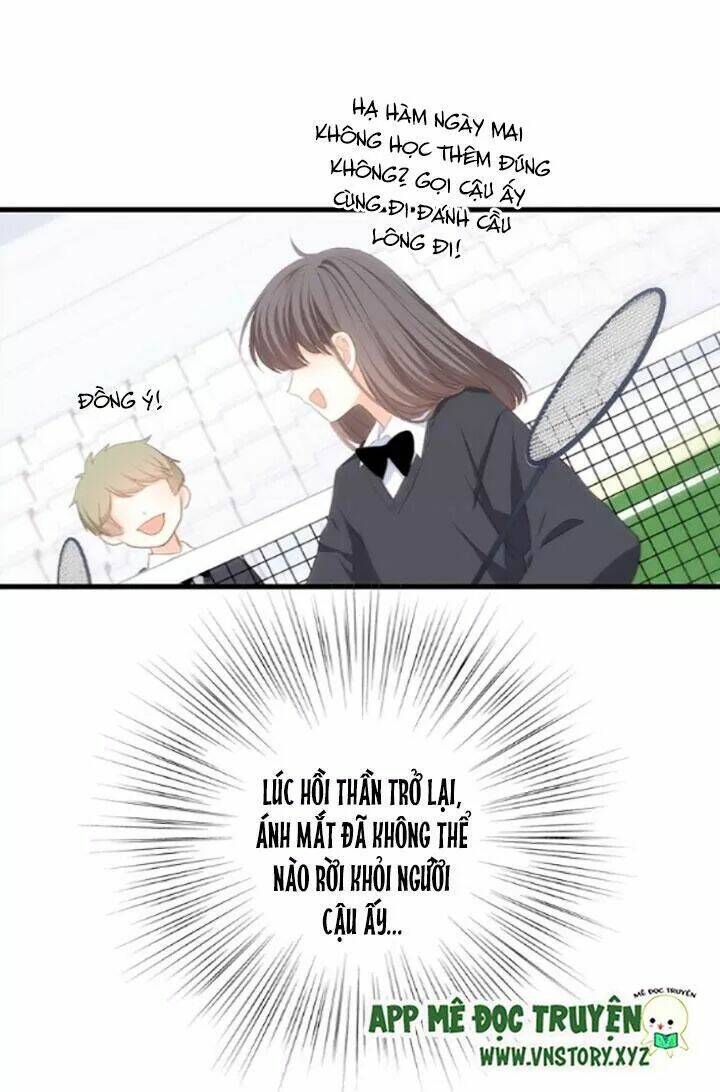 HẠ HÀM NGÀY MAI
KHÔNG HỌC THÊM ĐÚNG
KHÔNG? GỌI CẬU ẤY
CÙNG ĐI ĐÁNH CẦU
LÔNG ĐI!
ĐỒNG Ý!
LÚC HỒI THẦN TRỞ LẠI,
ÁNH MẮT ĐÃ KHÔNG THỂ
NÀO RỜI KHỎI NGƯỜI
CẬU ẤY...
MÊ ĐỌC TRUYỆN
APP MÊ ĐỌC TRUYỆN
WWW.VNSTORY.XYZ